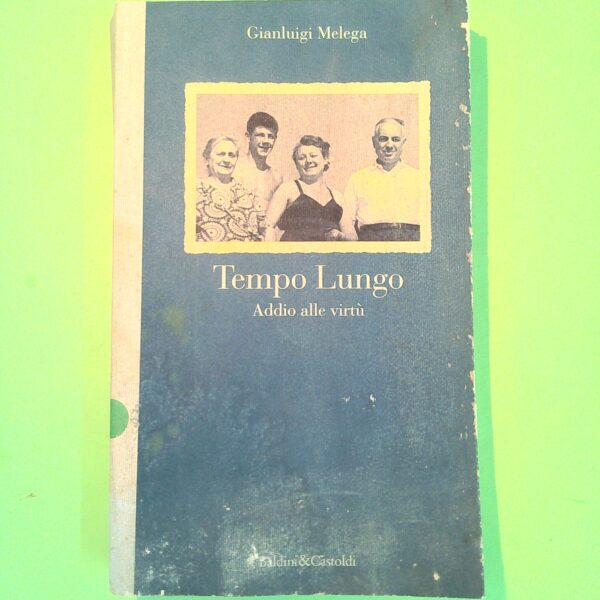 Gianluigi Melega
Tempo Lungo
Addio alle virtù
Baldini&Castoldi